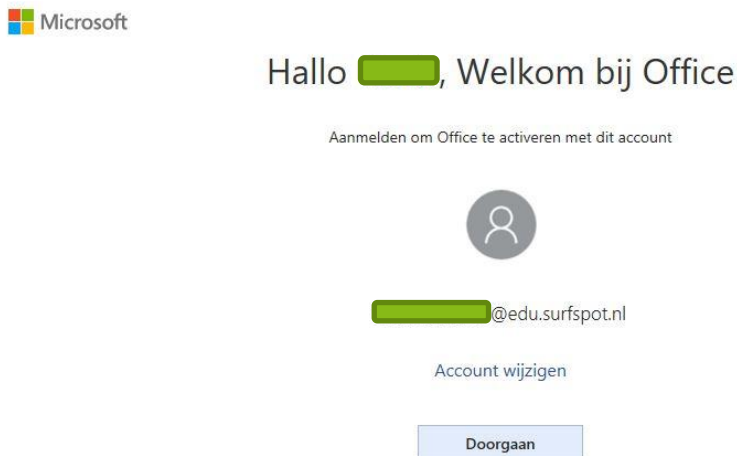 Microsoft
Hallo , Welkom bij Office
Aanmelden om Office te activeren met dit account
@edu.surfspot.nl
Account wijzigen
Doorgaan